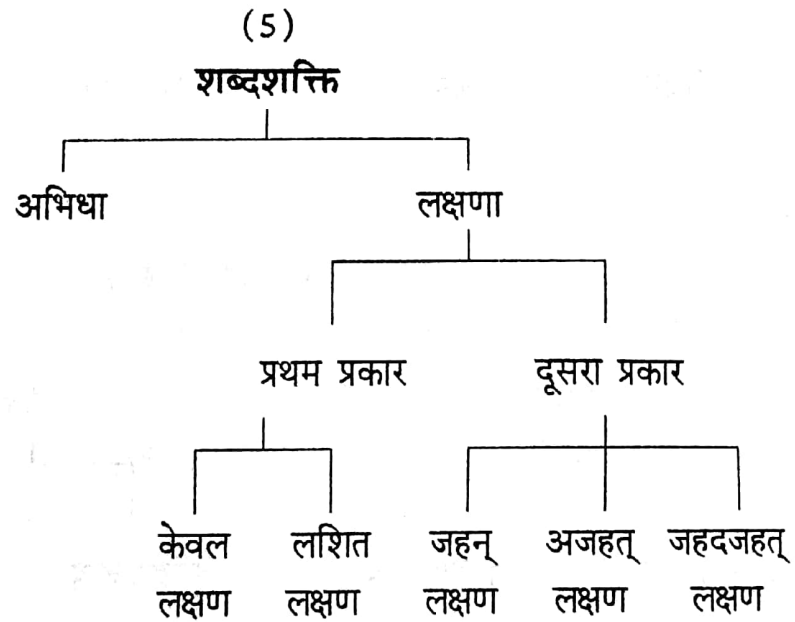 (5)
शब्दशक्ति
अभिधा लक्षणा
प्रथम प्रकार दूसरा प्रकार
केवल लशित जहन् अजहत् जहदजहत्
लक्षण लक्षण लक्षण लक्षण लक्षण